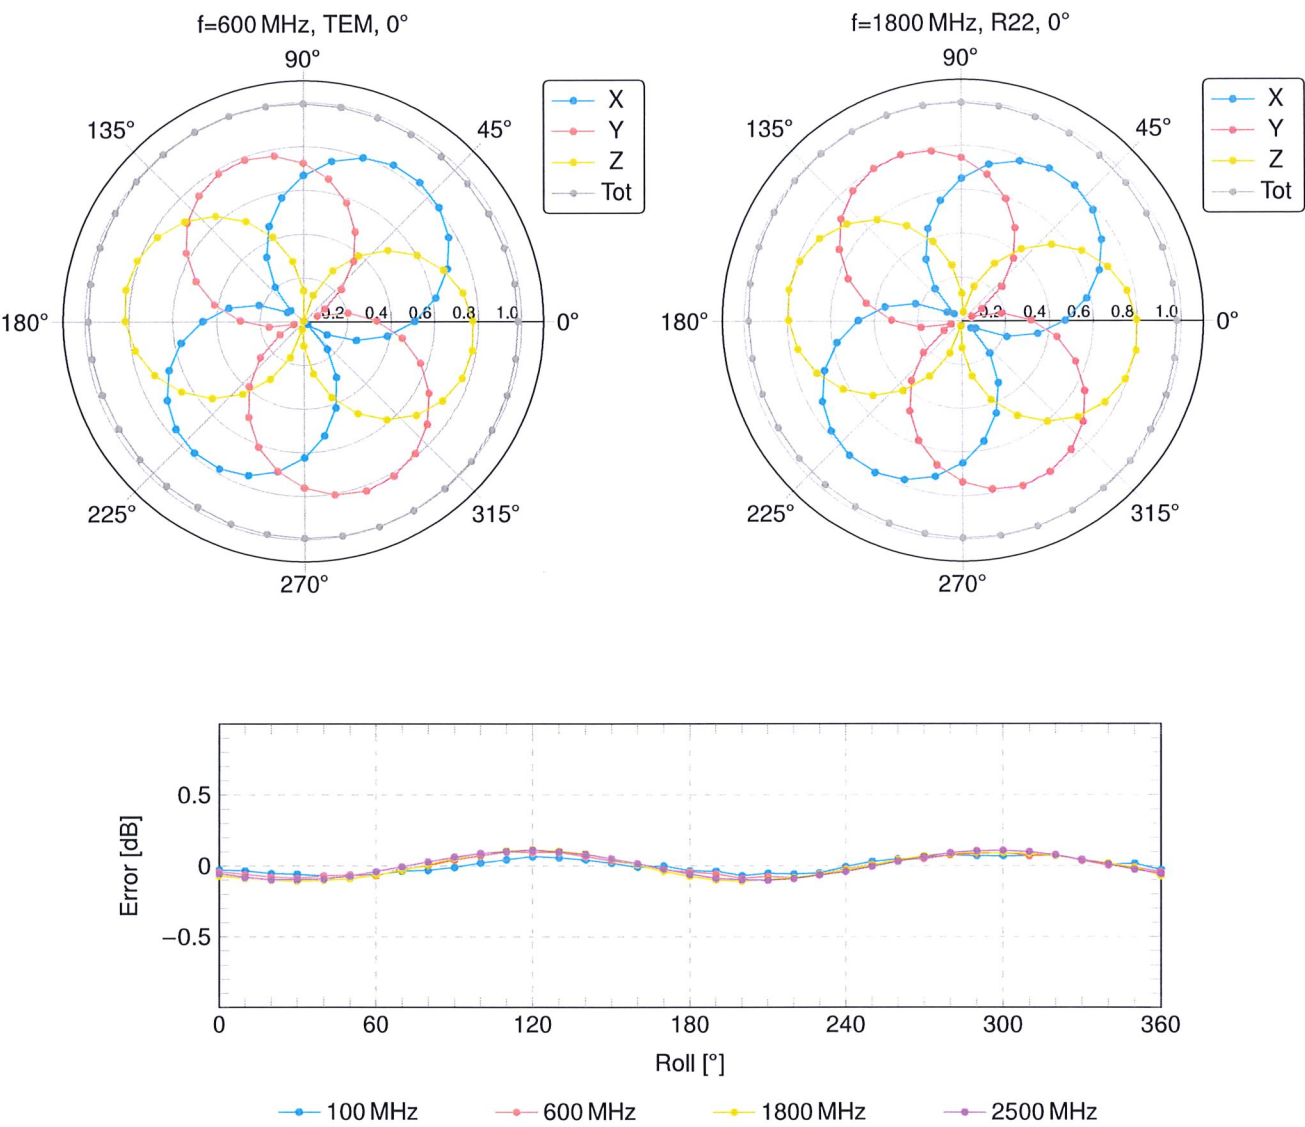 f=600 MHz, TEM, 0°
f=1800 MHz, R22, 0°
90°
90°
135°
45°
135°
45°
X
Y
Z
Tot
X
Y
Z
Tot
180°
0.2 0.4 0.6 0.8 1.0
0°
180°
0.2 0.4 0.6 0.8 1.0
0°
225°
315°
225°
315°
270°
270°
0.5
0
−0.5
Error [dB]
0 60 120 180 240 300 360
Roll [°]
100 MHz 600 MHz 1800 MHz 2500 MHz